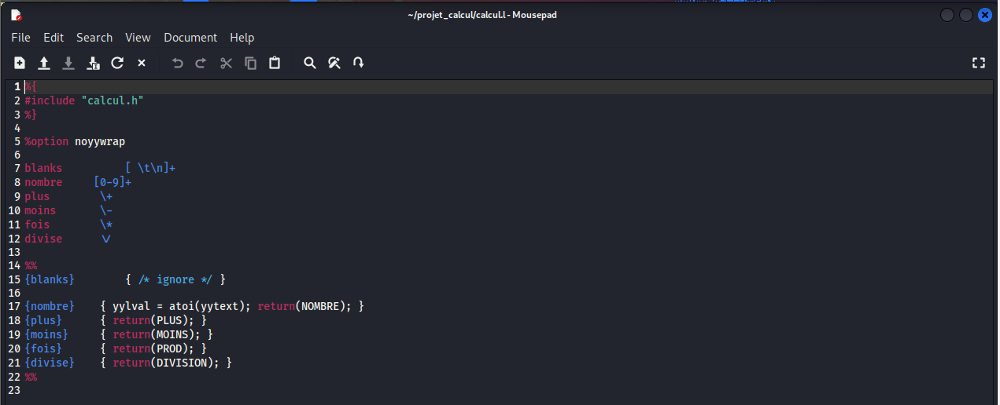 ~/projet_calcul/calcul.l - Mousepad
File Edit Search View Document Help
1 %{
2 #include "calcul.h"
3 %}
4
5 %option noyywrap
6
7 blanks [ \t\n]+
8 nombre [0-9]+
9 plus \+
10 moins \-
11 fois \*
12 divise \/
13
14 %%
15 {blanks} { /* ignore */ }
16
17 {nombre} { yylval = atoi(yytext); return(NOMBRE); }
18 {plus} { return(PLUS); }
19 {moins} { return(MOINS); }
20 {fois} { return(PROD); }
21 {divise} { return(DIVISION); }
22 %%
23